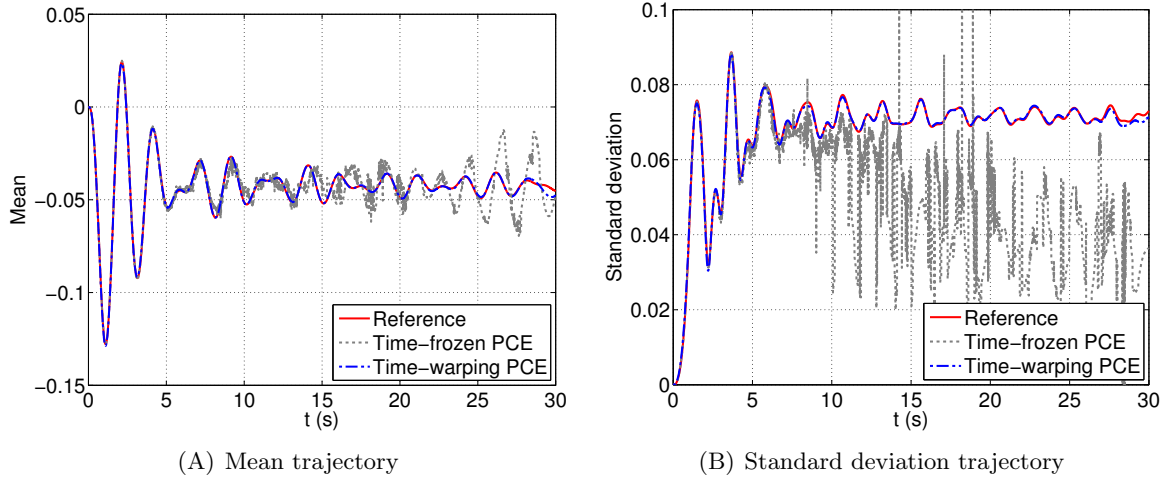 0.05
0
−0.05
−0.1
−0.15
Mean
0 5 10 15 20 25 30
t (s)
Reference
Time−frozen PCE
Time−warping PCE
(A) Mean trajectory
0.1
0.08
0.06
0.04
0.02
0
Standard deviation
0 5 10 15 20 25 30
t (s)
Reference
Time−frozen PCE
Time−warping PCE
(B) Standard deviation trajectory